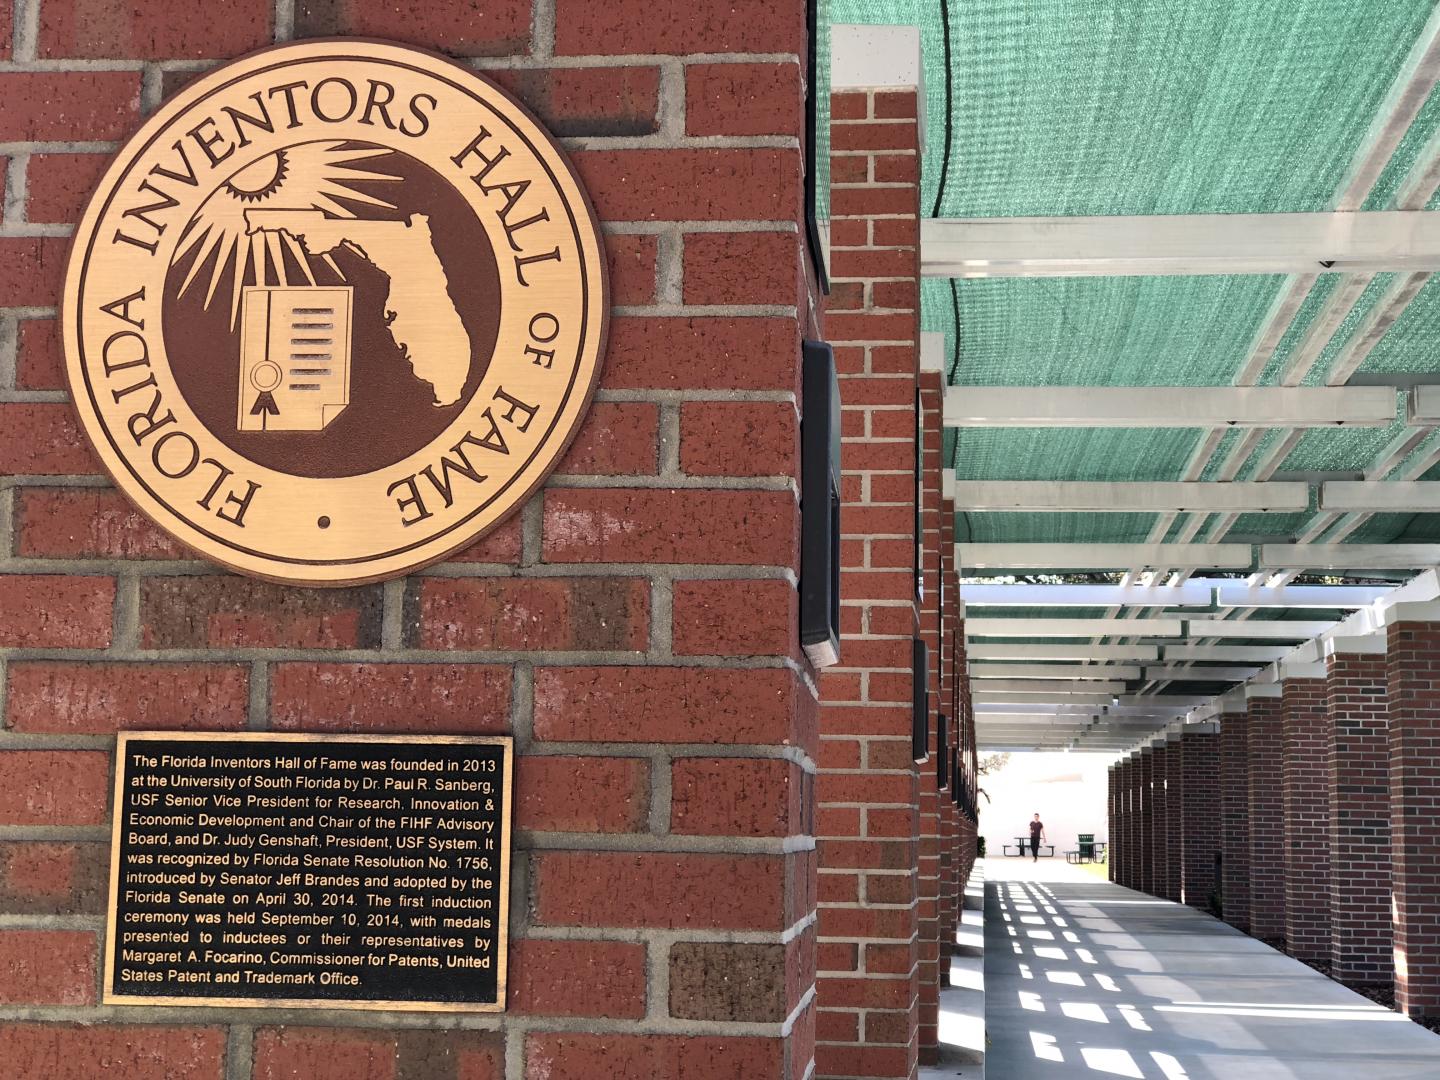 FLORIDA INVENTORS HALL OF FAME
The Florida Inventors Hall of Fame was founded in 2013
at the University of South Florida by Dr. Paul R. Sanberg,
USF Senior Vice President for Research, Innovation &
Economic Development and Chair of the FIHF Advisory
Board, and Dr. Judy Genshaft, President, USF System. It
was recognized by Florida Senate Resolution No. 1756,
introduced by Senator Jeff Brandes and adopted by the
Florida Senate on April 30, 2014. The first induction
ceremony was held September 10, 2014, with medals
presented to inductees or their representatives by
Margaret A. Focarino, Commissioner for Patents, United
States Patent and Trademark Office.